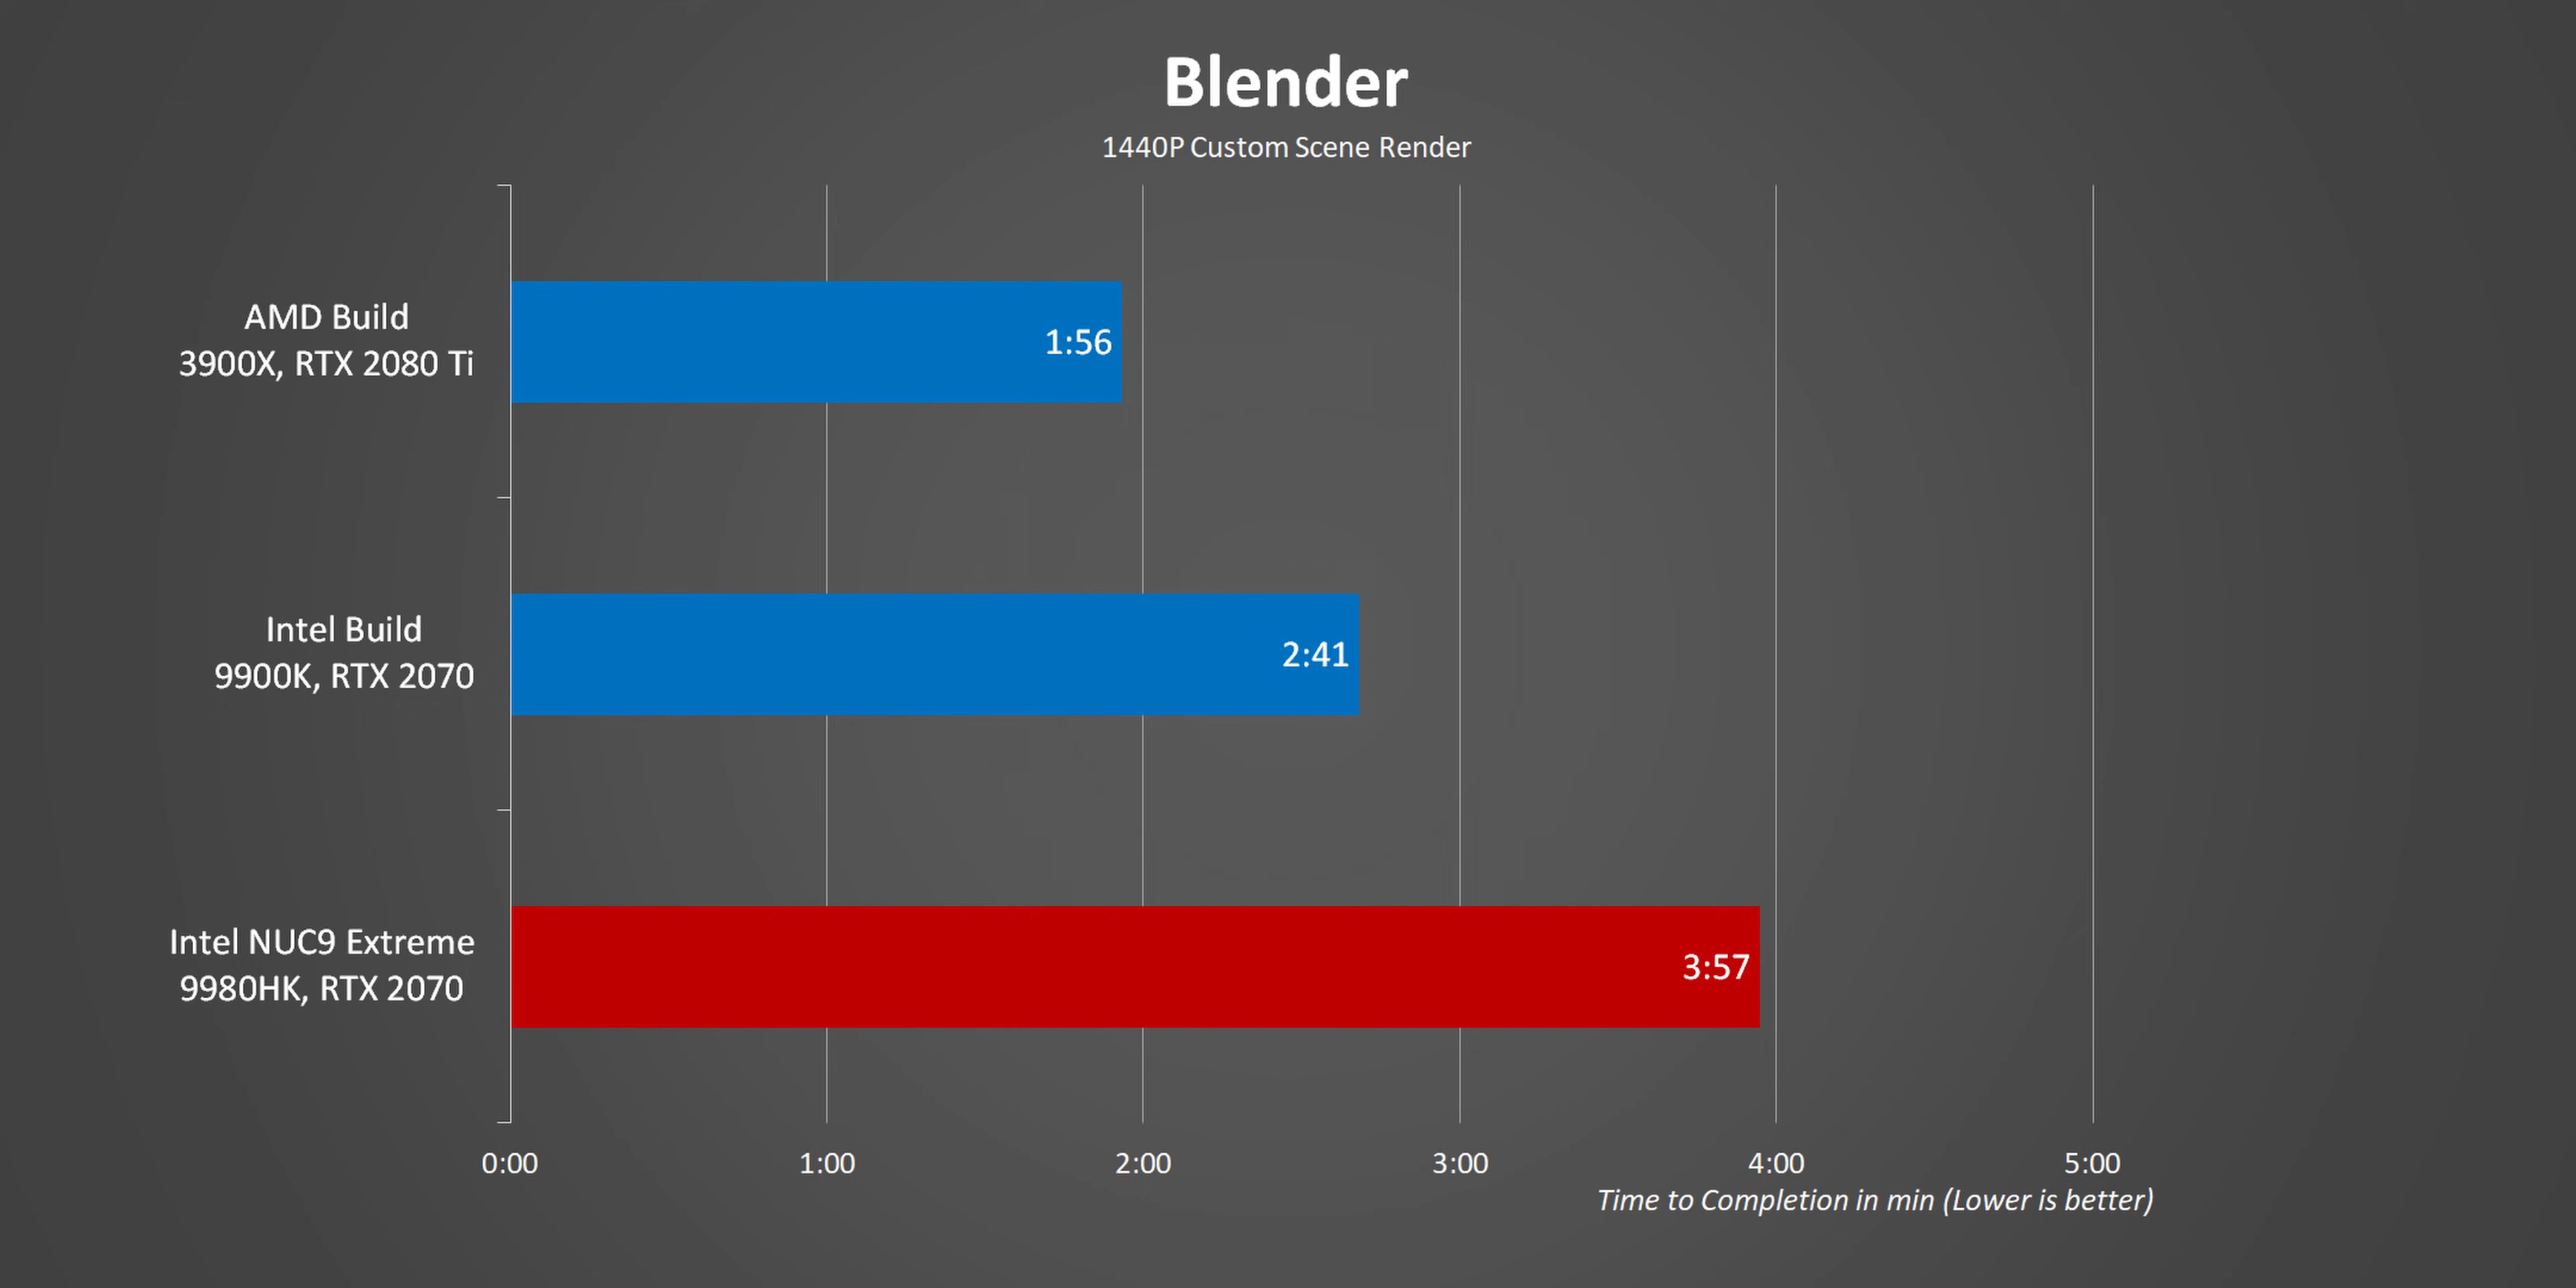 Blender
1440P Custom Scene Render
AMD Build
3900X, RTX 2080 Ti
1:56
Intel Build
9900K, RTX 2070
2:41
Intel NUC9 Extreme
9980HK, RTX 2070
3:57
0:00 1:00 2:00 3:00 4:00 5:00
Time to Completion in min (Lower is better)